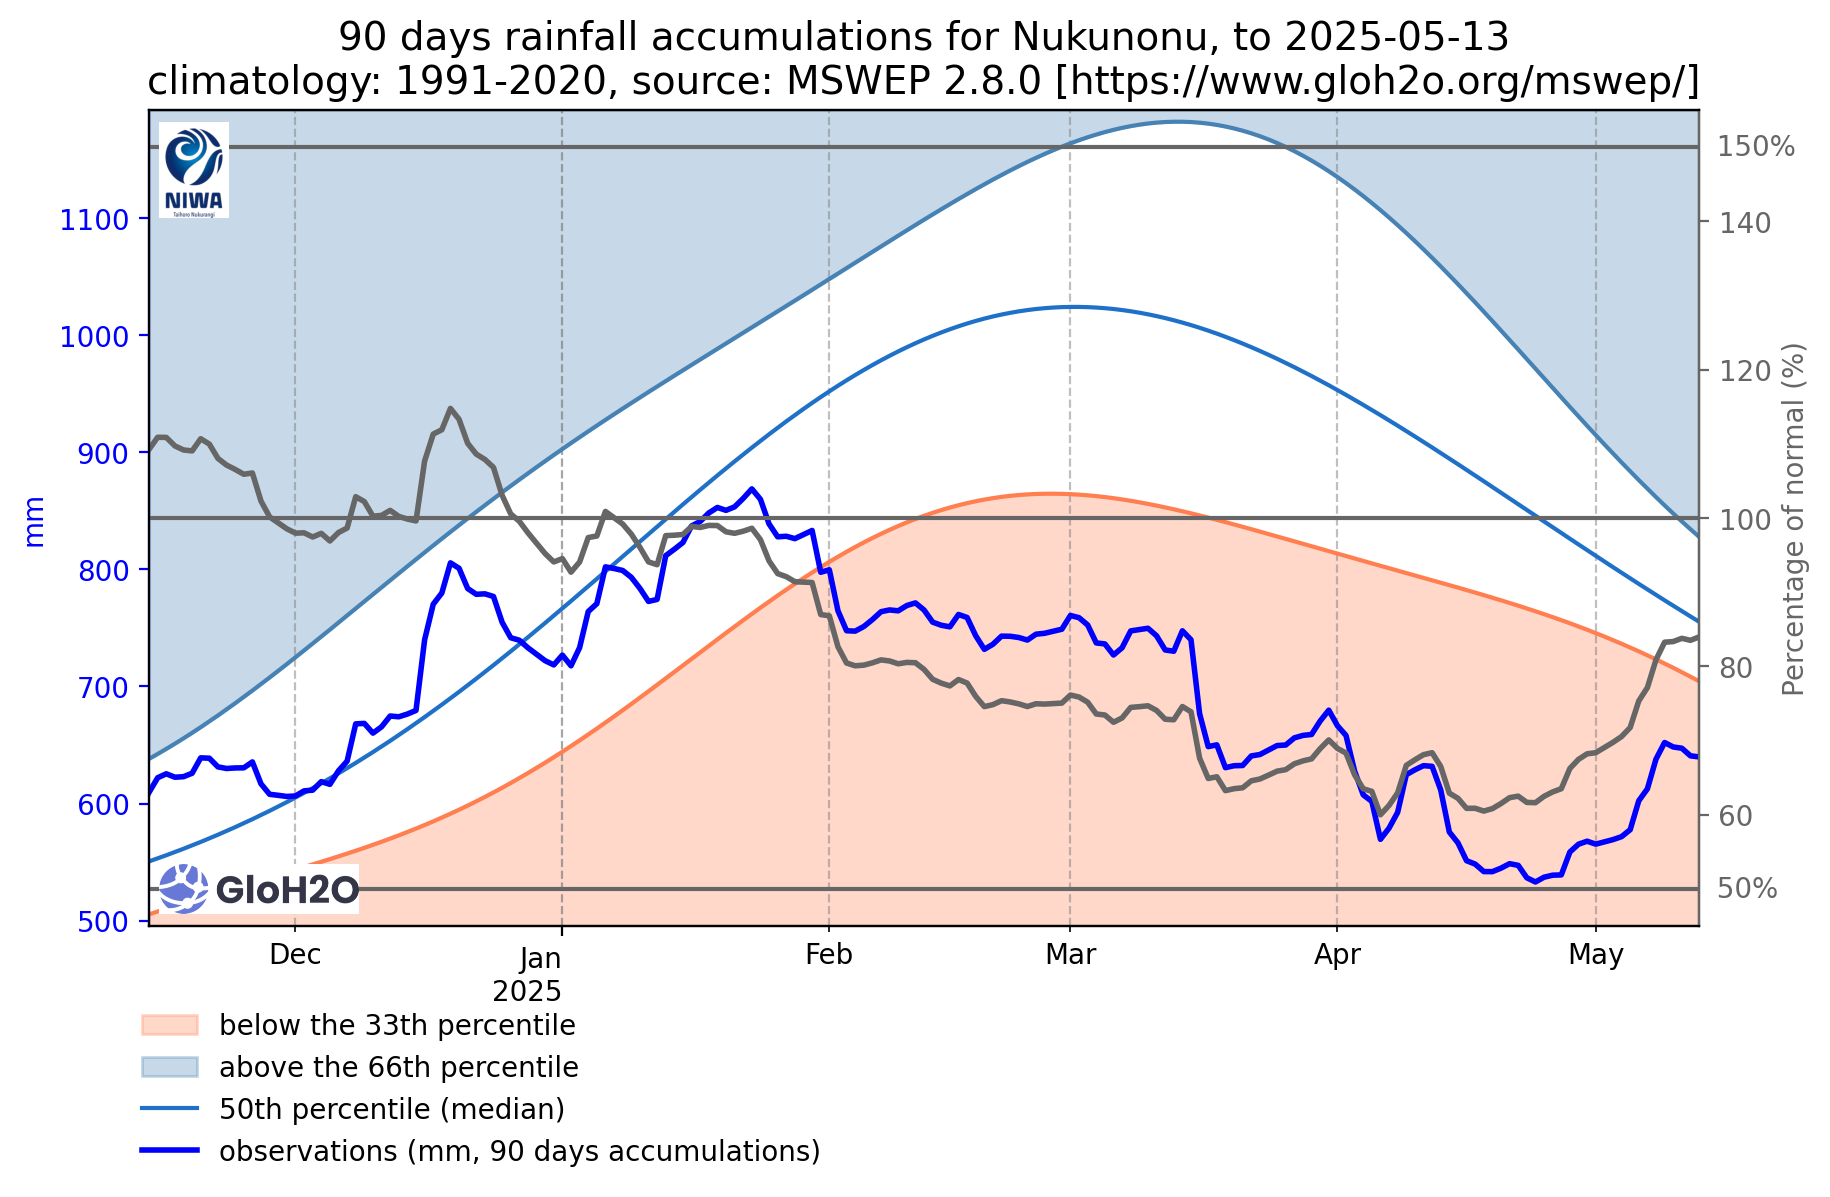 90 days rainfall accumulations for Nukunonu, to 2025-05-13
climatology: 1991-2020, source: MSWEP 2.8.0 [https://www.gloh2o.org/mswep/]
NIWA
Taihoro Nukurangi
GloH2O
mm
1100
1000
900
800
700
600
500
150%
140
120
100
80
60
50%
Percentage of normal (%)
Dec
Jan
2025
Feb
Mar
Apr
May
below the 33th percentile
above the 66th percentile
50th percentile (median)
observations (mm, 90 days accumulations)